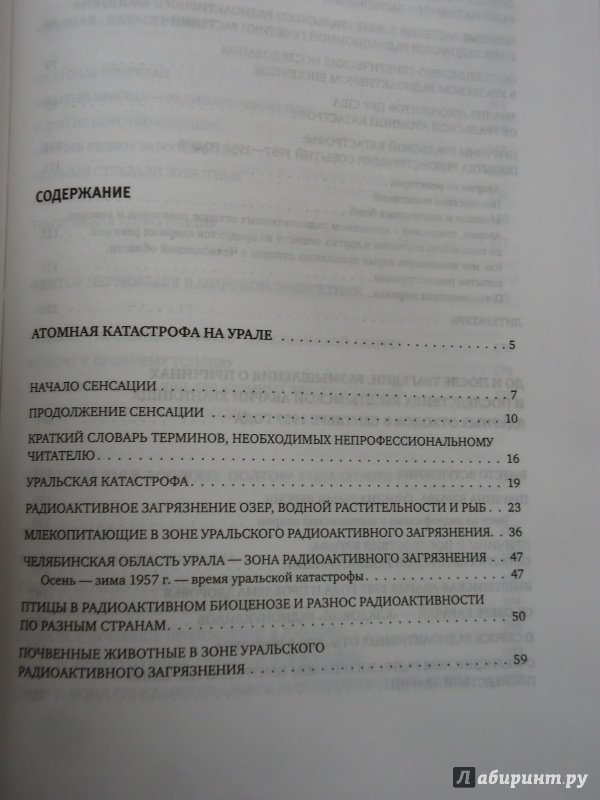 СОДЕРЖАНИЕ
АТОМНАЯ КАТАСТРОФА НА УРАЛЕ 5
НАЧАЛО СЕНСАЦИИ 7
ПРОДОЛЖЕНИЕ СЕНСАЦИИ 10
КРАТКИЙ СЛОВАРЬ ТЕРМИНОВ, НЕОБХОДИМЫХ НЕПРОФЕССИОНАЛЬНОМУ
ЧИТАТЕЛЮ 16
УРАЛЬСКАЯ КАТАСТРОФА 19
РАДИОАКТИВНОЕ ЗАГРЯЗНЕНИЕ ОЗЕР, ВОДНОЙ РАСТИТЕЛЬНОСТИ И РЫБ 23
МЛЕКОПИТАЮЩИЕ В ЗОНЕ УРАЛЬСКОГО РАДИОАКТИВНОГО ЗАГРЯЗНЕНИЯ 36
ЧЕЛЯБИНСКАЯ ОБЛАСТЬ УРАЛА — ЗОНА РАДИОАКТИВНОГО ЗАГРЯЗНЕНИЯ 47
Осень — зима 1957 г. — время уральской катастрофы 47
ПТИЦЫ В РАДИОАКТИВНОМ БИОЦЕНОЗЕ И РАЗНОС РАДИОАКТИВНОСТИ
ПО РАЗНЫМ СТРАНАМ 50
ПОЧВЕННЫЕ ЖИВОТНЫЕ В ЗОНЕ УРАЛЬСКОГО
РАДИОАКТИВНОГО ЗАГРЯЗНЕНИЯ 59
Лабиринт.ру